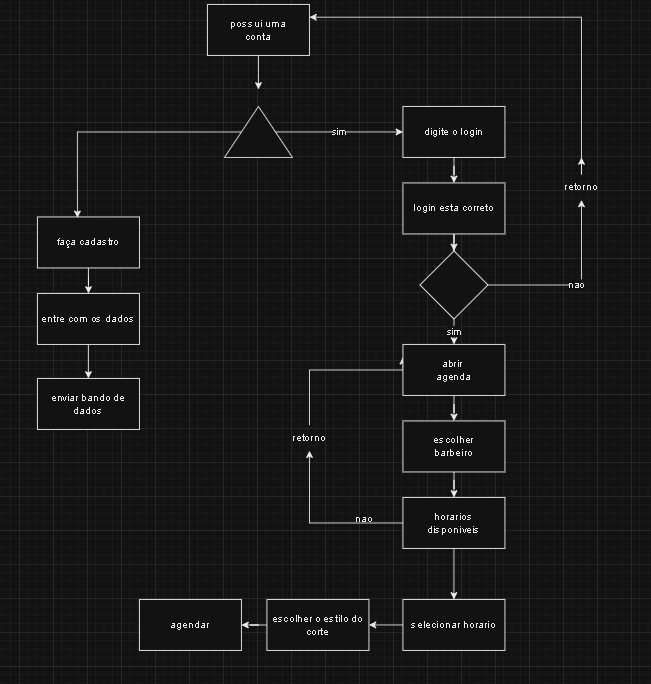 possui uma
conta
sim
digite o login
retorno
login esta correto
faça cadastro
nao
entre com os dados
sim
abrir
agenda
enviar bando de
dados
retorno
escolher
barbeiro
nao
horarios
disponiveis
agendar
escolher o estilo do
corte
selecionar horario